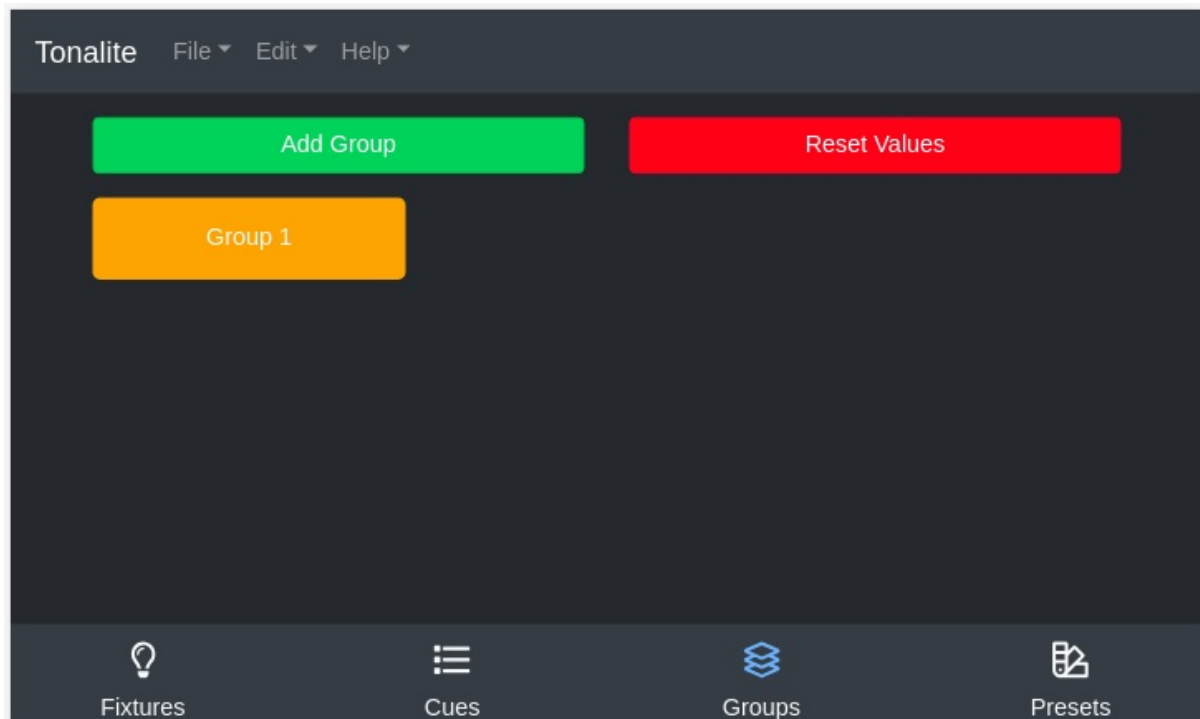 Tonalite File Edit Help
Add Group Reset Values
Group 1
Fixtures Cues Groups Presets